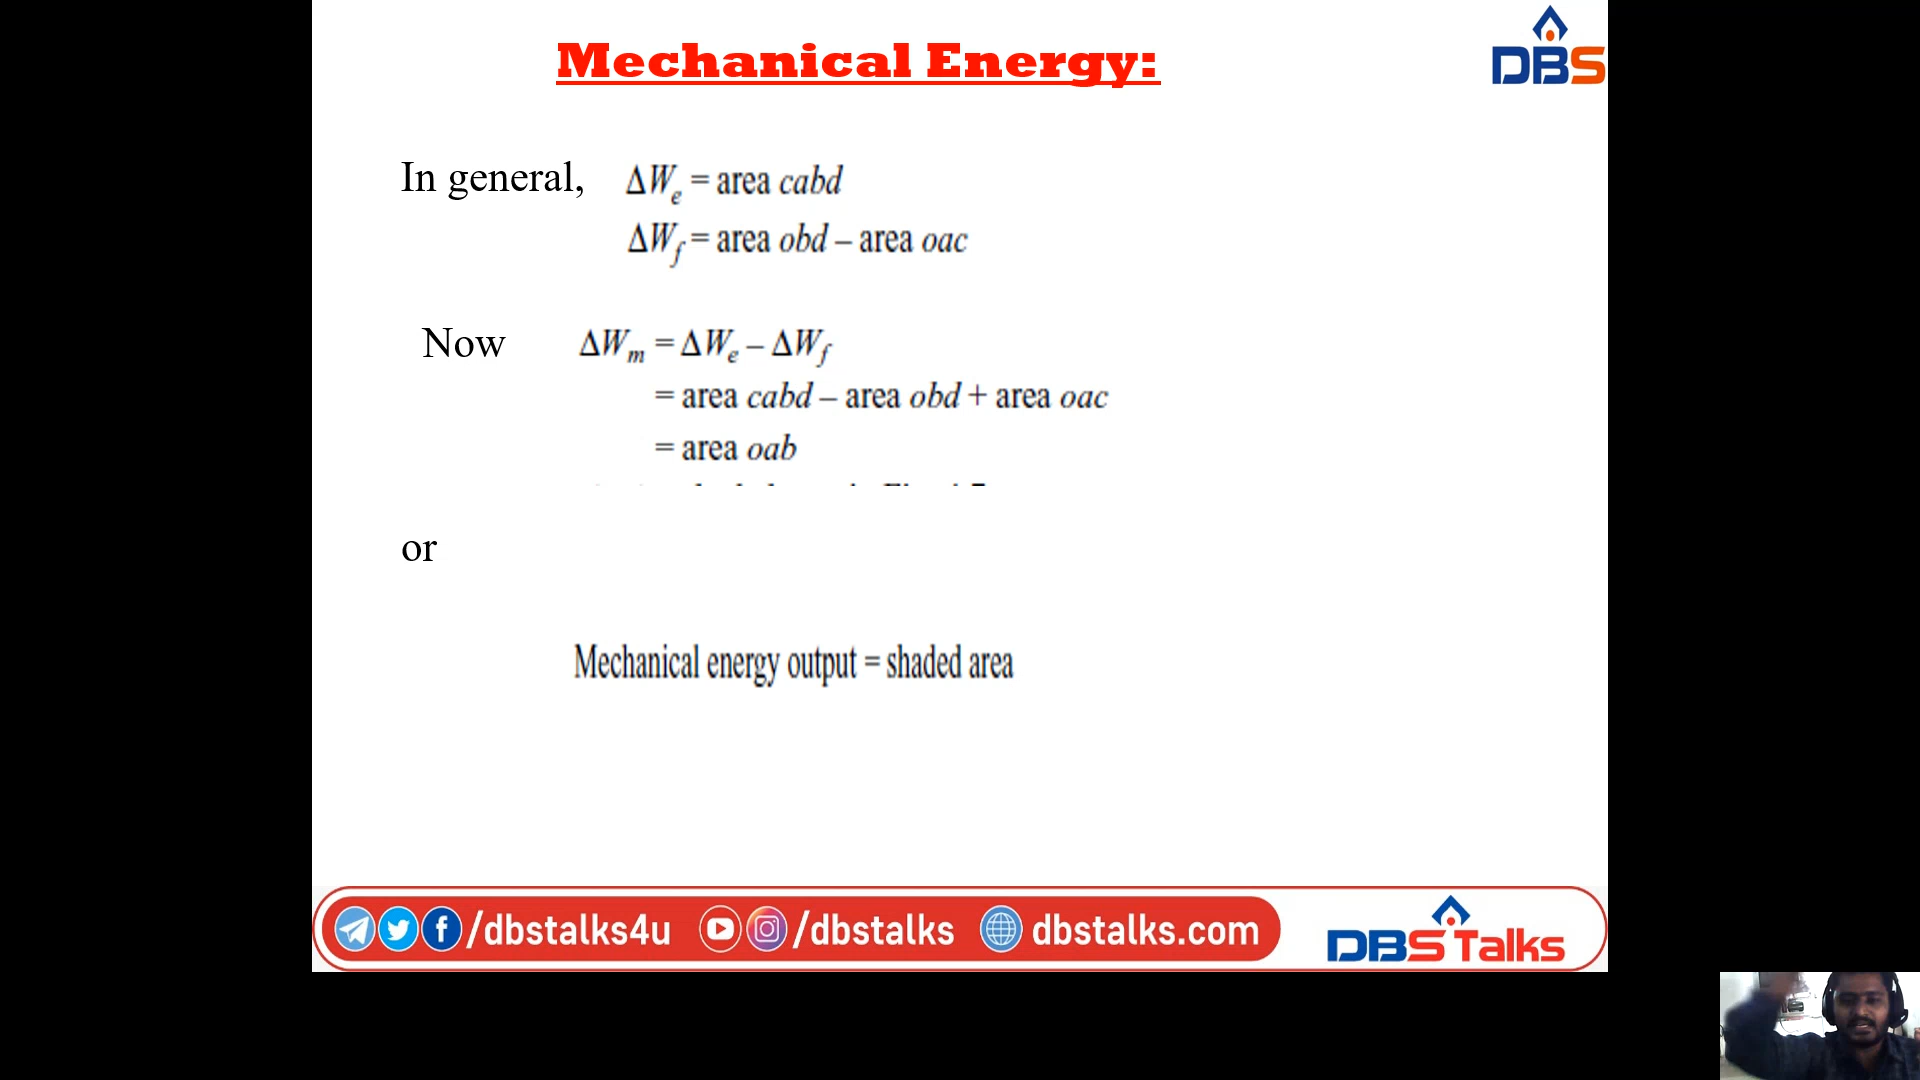 Mechanical Energy:
DBS
In general, ΔWe = area cabd
ΔWf = area obd – area oac
Now ΔWm = ΔWe – ΔWf
= area cabd – area obd + area oac
= area oab
or
Mechanical energy output = shaded area
/dbstalks4u /dbstalks dbstalks.com DBS Talks